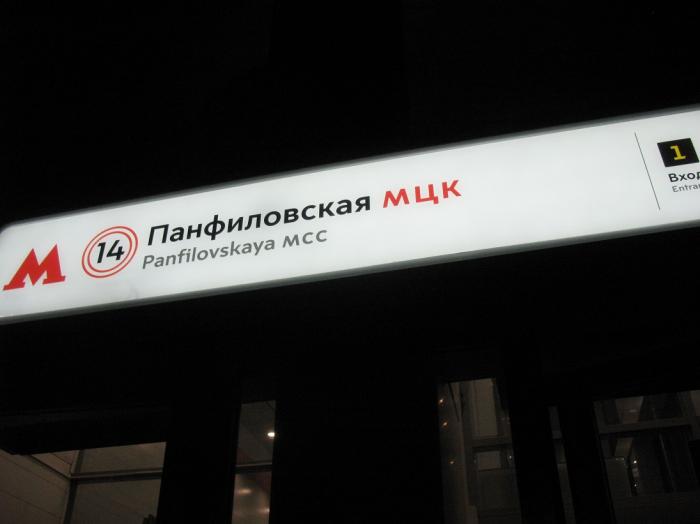 М 14 Панфиловская МЦК
Panfilovskaya MCC
1
Вход